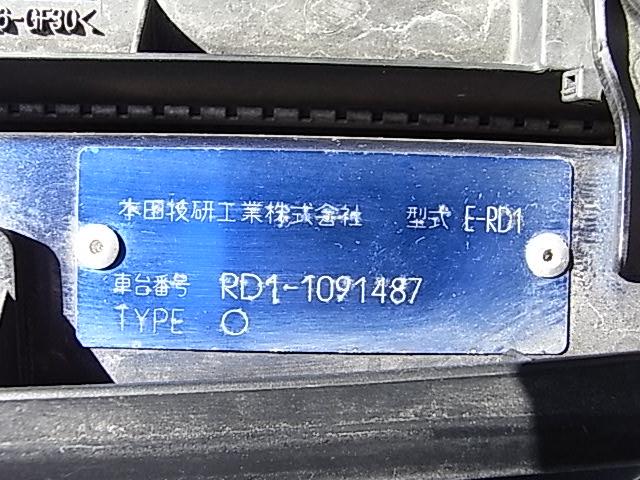 -GF30<
本田技研工業株式会社 型式 E-RD1
車台番号 RD1-1091487
TYPE O